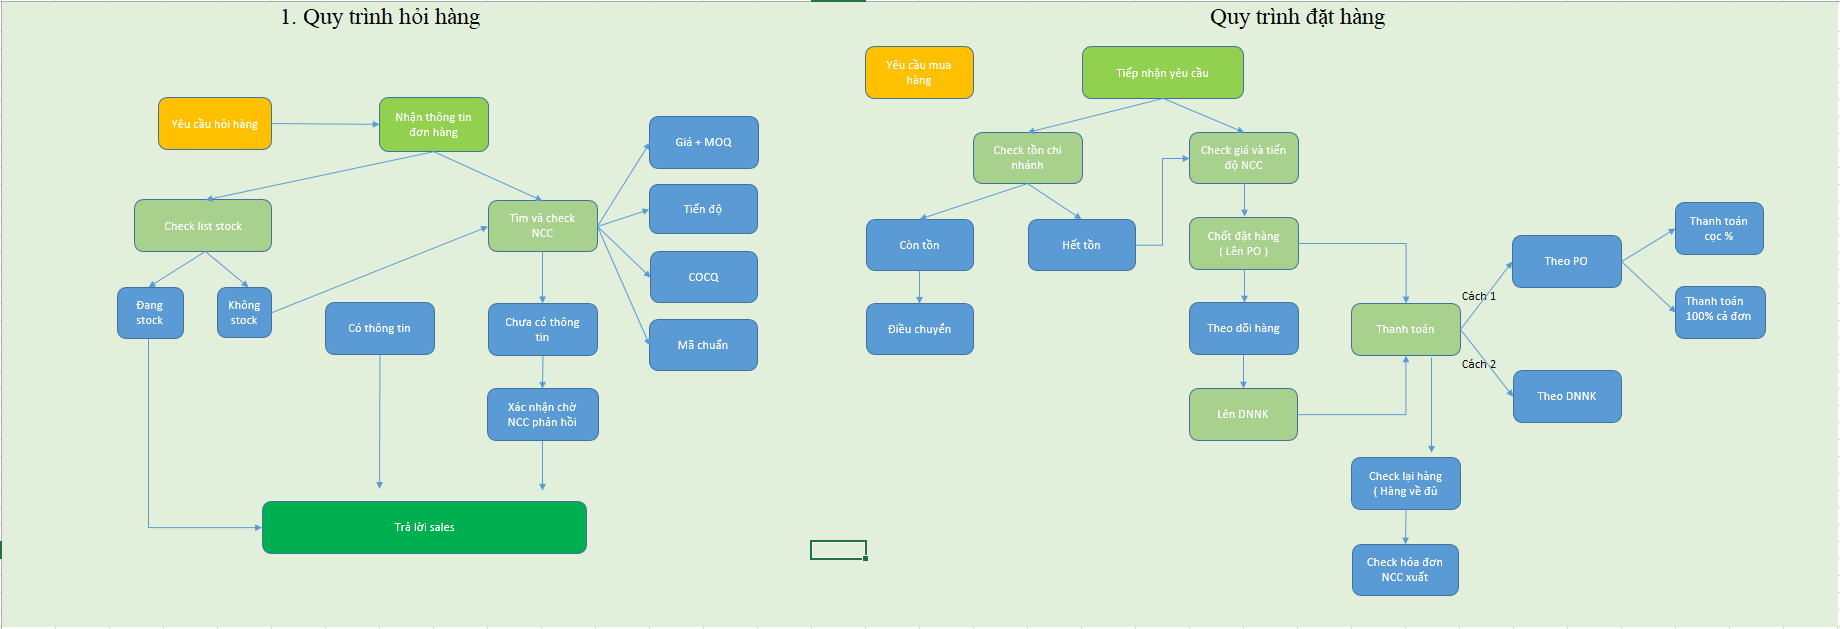 1. Quy trình hỏi hàng
Yêu cầu hỏi hàng
Nhận thông tin
đơn hàng
Check list stock
Tìm và check
NCC
Giá + MOQ
Tiến độ
COCQ
Mã chuẩn
Đang
stock
Không
stock
Có thông tin
Chưa có thông
tin
Xác nhận chờ
NCC phản hồi
Trả lời sales
Quy trình đặt hàng
Yêu cầu mua
hàng
Tiếp nhận yêu cầu
Check tồn chi
nhánh
Check giá và tiến
độ NCC
Còn tồn
Hết tồn
Điều chuyển
Chốt đặt hàng
( Lên PO )
Theo dõi hàng
Lên DNNK
Thanh toán
Cách 1
Cách 2
Theo PO
Theo DNNK
Thanh toán
cọc %
Thanh toán
100% cả đơn
Check lại hàng
( Hàng về đủ
Check hóa đơn
NCC xuất